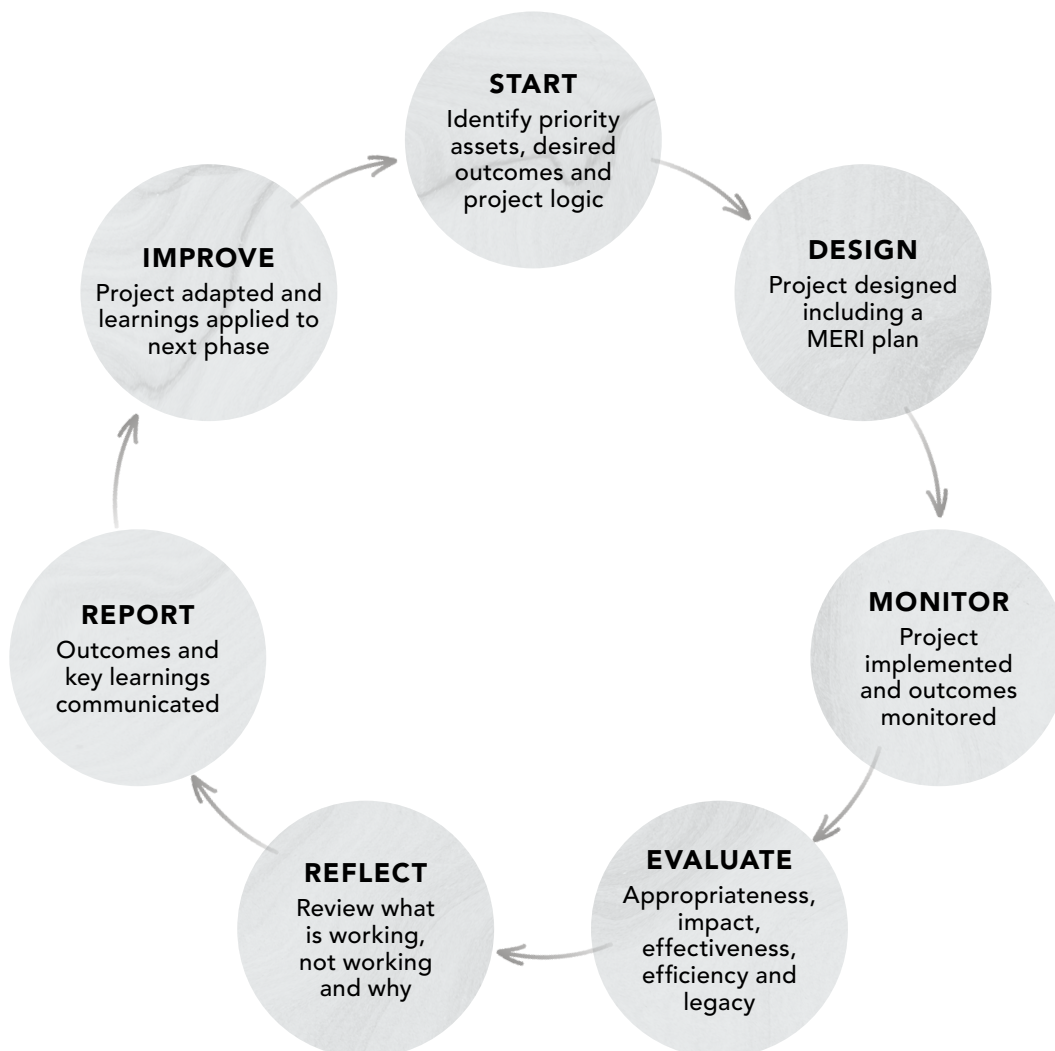 START
Identify priority
assets, desired
outcomes and
project logic
DESIGN
Project designed
including a
MERI plan
MONITOR
Project
implemented
and outcomes
monitored
EVALUATE
Appropriateness,
impact,
effectiveness,
efficiency and
legacy
REFLECT
Review what
is working,
not working
and why
REPORT
Outcomes and
key learnings
communicated
IMPROVE
Project adapted and
learnings applied to
next phase